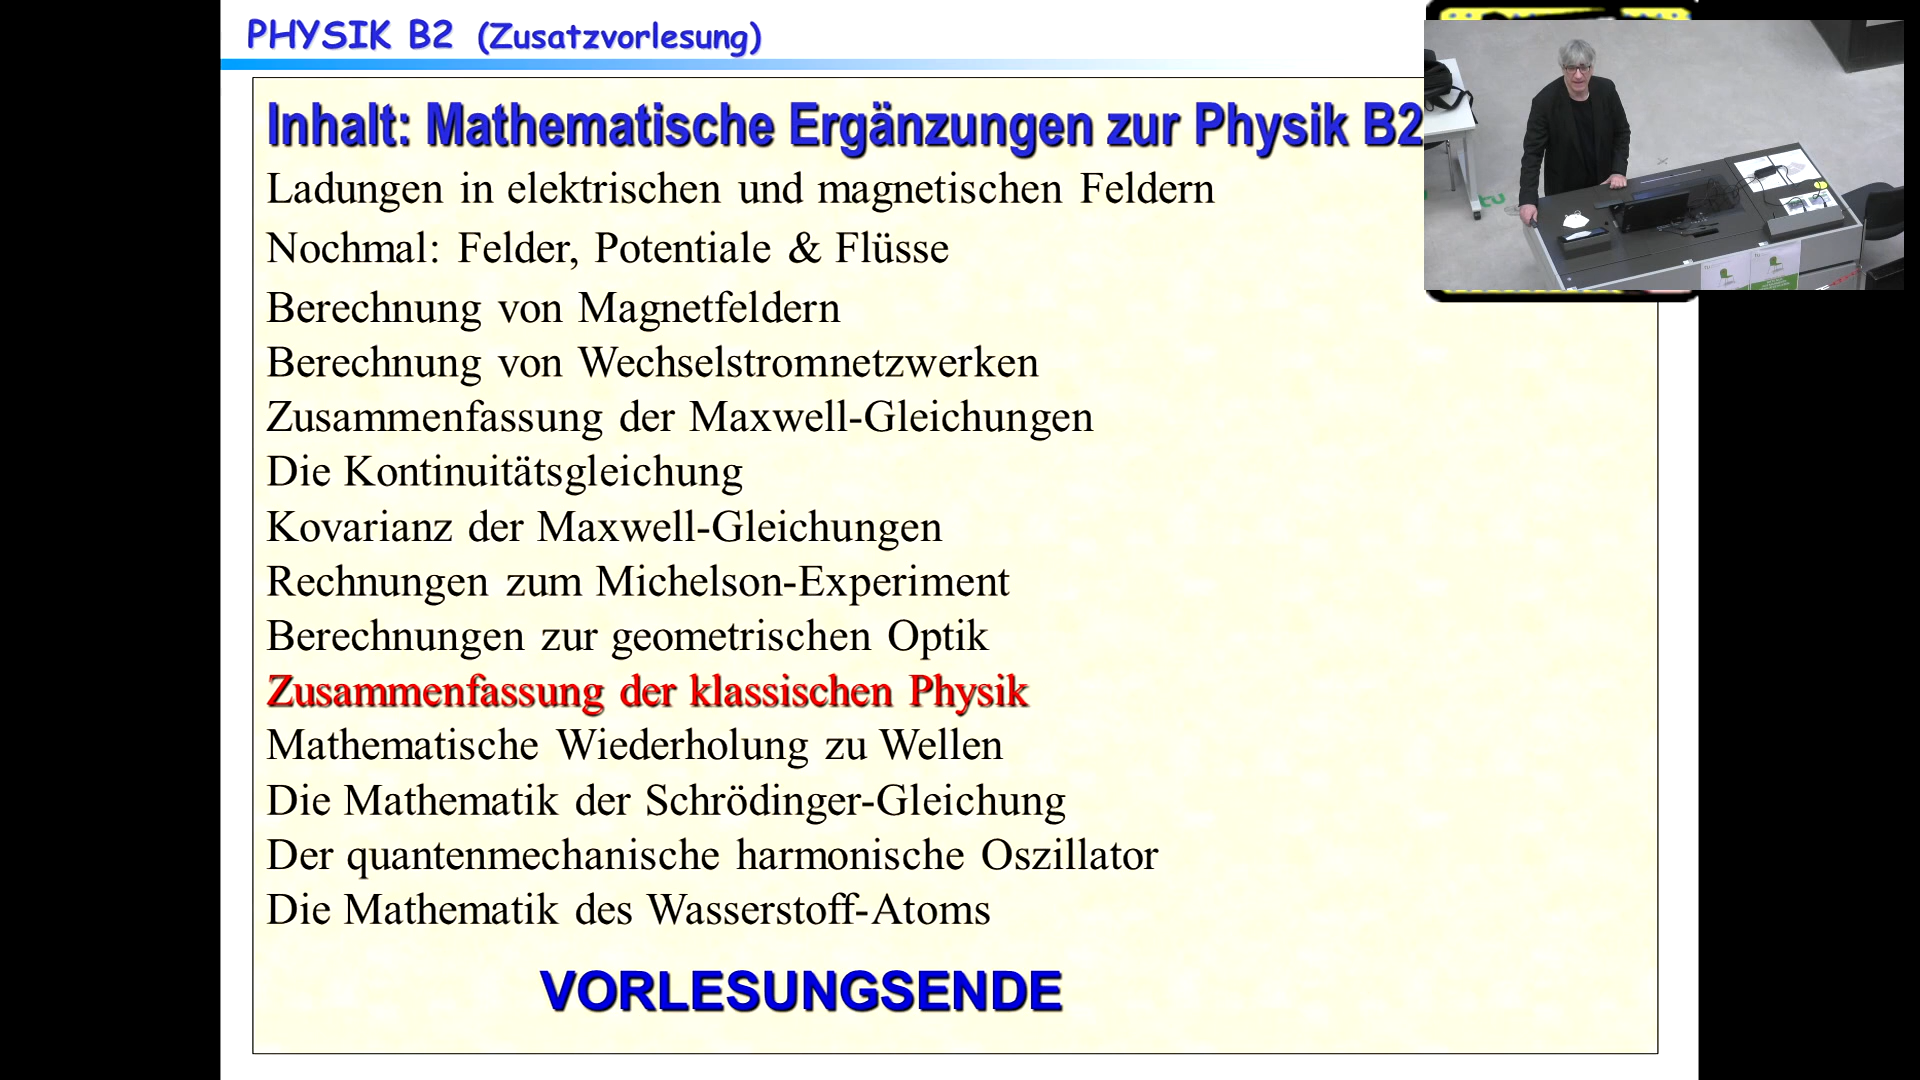 PHYSIK B2 (Zusatzvorlesung)
Inhalt: Mathematische Ergänzungen zur Physik B2
Ladungen in elektrischen und magnetischen Feldern
Nochmal: Felder, Potentiale & Flüsse
Berechnung von Magnetfeldern
Berechnung von Wechselstromnetzwerken
Zusammenfassung der Maxwell-Gleichungen
Die Kontinuitätsgleichung
Kovarianz der Maxwell-Gleichungen
Rechnungen zum Michelson-Experiment
Berechnungen zur geometrischen Optik
Zusammenfassung der klassischen Physik
Mathematische Wiederholung zu Wellen
Die Mathematik der Schrödinger-Gleichung
Der quantenmechanische harmonische Oszillator
Die Mathematik des Wasserstoff-Atoms
VORLESUNGSENDE